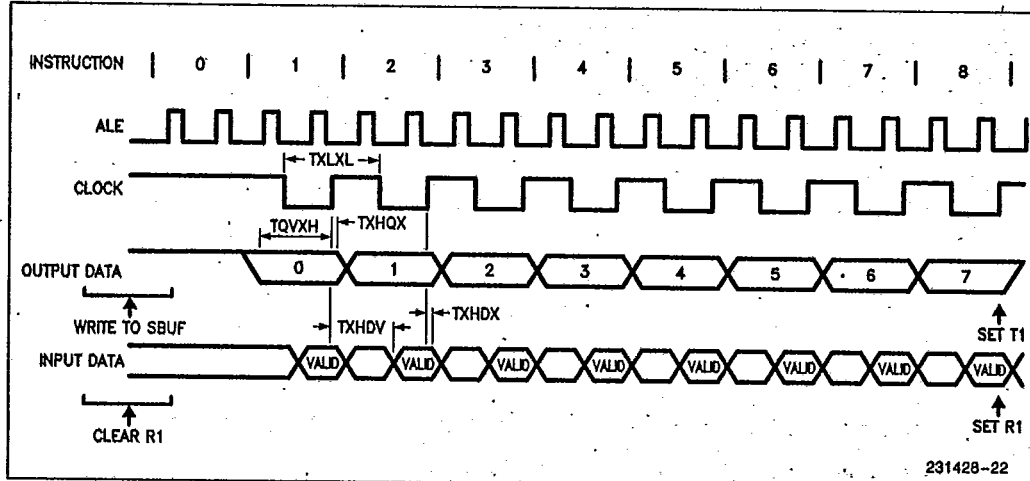 INSTRUCTION | 0 | 1 | 2 | 3 | 4 | 5 | 6 | 7 | 8 |
ALE
TXLXL
CLOCK
TQVXH TXHQX
OUTPUT DATA 0 1 2 3 4 5 6 7
WRITE TO SBUF TXHDV TXHDX SET T1
INPUT DATA VALID VALID VALID VALID VALID VALID VALID VALID
CLEAR R1 SET R1
231428-22